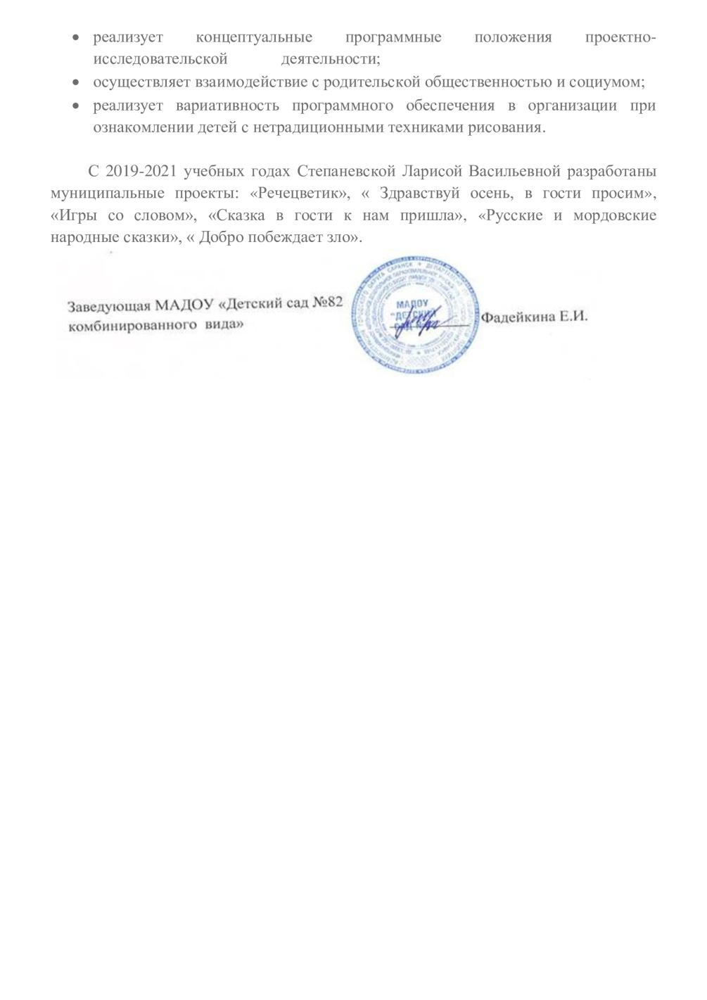 • реализует концептуальные программные положения проектно-
исследовательской деятельности;
• осуществляет взаимодействие с родительской общественностью и социумом;
• реализует вариативность программного обеспечения в организации при
ознакомлении детей с нетрадиционными техниками рисования.
С 2019-2021 учебных годах Степаневской Ларисой Васильевной разработаны
муниципальные проекты: «Речецветик», « Здравствуй осень, в гости просим»,
«Игры со словом», «Сказка в гости к нам пришла», «Русские и мордовские
народные сказки», « Добро побеждает зло».
Заведующая МАДОУ «Детский сад №82
комбинированного вида»
МАДОУ
"ДЕТСКИЙ
Фадейкина Е.И.